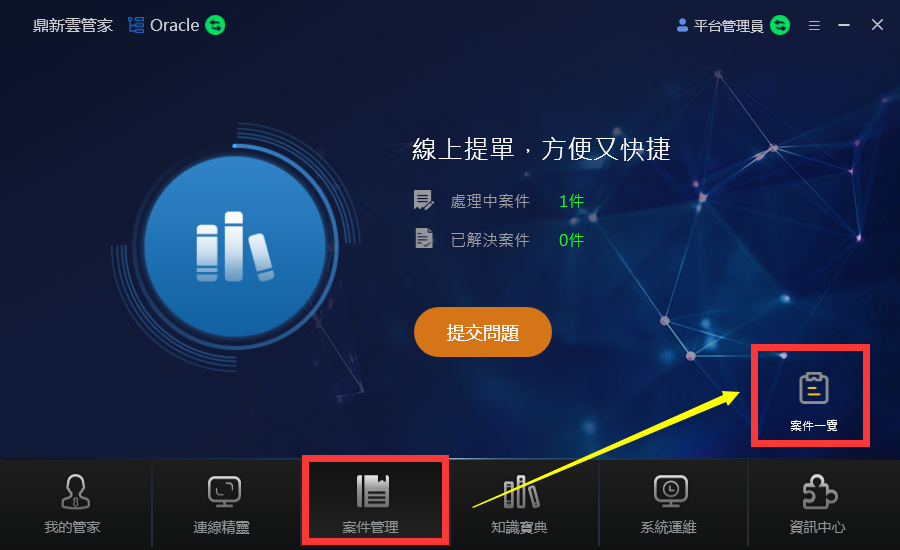 鼎新雲管家 Oracle 平台管理員
線上提單，方便又快捷
處理中案件 1件
已解決案件 0件
提交問題
案件一覽
我的管家 連線精靈 案件管理 知識寶典 系統運維 資訊中心